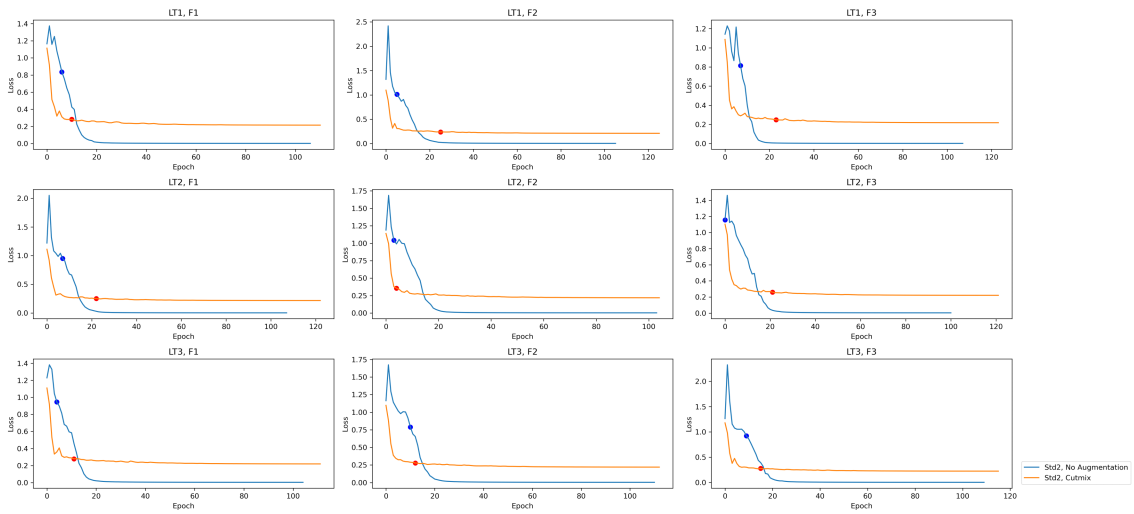 LT1, F1
1.4
1.2
1.0
0.8
0.6
0.4
0.2
0.0
Loss
0 20 40 60 80 100
Epoch
LT1, F2
2.5
2.0
1.5
1.0
0.5
0.0
Loss
0 20 40 60 80 100 120
Epoch
LT1, F3
1.2
1.0
0.8
0.6
0.4
0.2
0.0
Loss
0 20 40 60 80 100 120
Epoch
LT2, F1
2.0
1.5
1.0
0.5
0.0
Loss
0 20 40 60 80 100 120
Epoch
LT2, F2
1.75
1.50
1.25
1.00
0.75
0.50
0.25
0.00
Loss
0 20 40 60 80 100
Epoch
LT2, F3
1.4
1.2
1.0
0.8
0.6
0.4
0.2
0.0
Loss
0 20 40 60 80 100 120
Epoch
LT3, F1
1.4
1.2
1.0
0.8
0.6
0.4
0.2
0.0
Loss
0 20 40 60 80 100
Epoch
LT3, F2
1.75
1.50
1.25
1.00
0.75
0.50
0.25
0.00
Loss
0 20 40 60 80 100
Epoch
LT3, F3
2.0
1.5
1.0
0.5
0.0
Loss
0 20 40 60 80 100 120
Epoch
Std2, No Augmentation
Std2, Cutmix